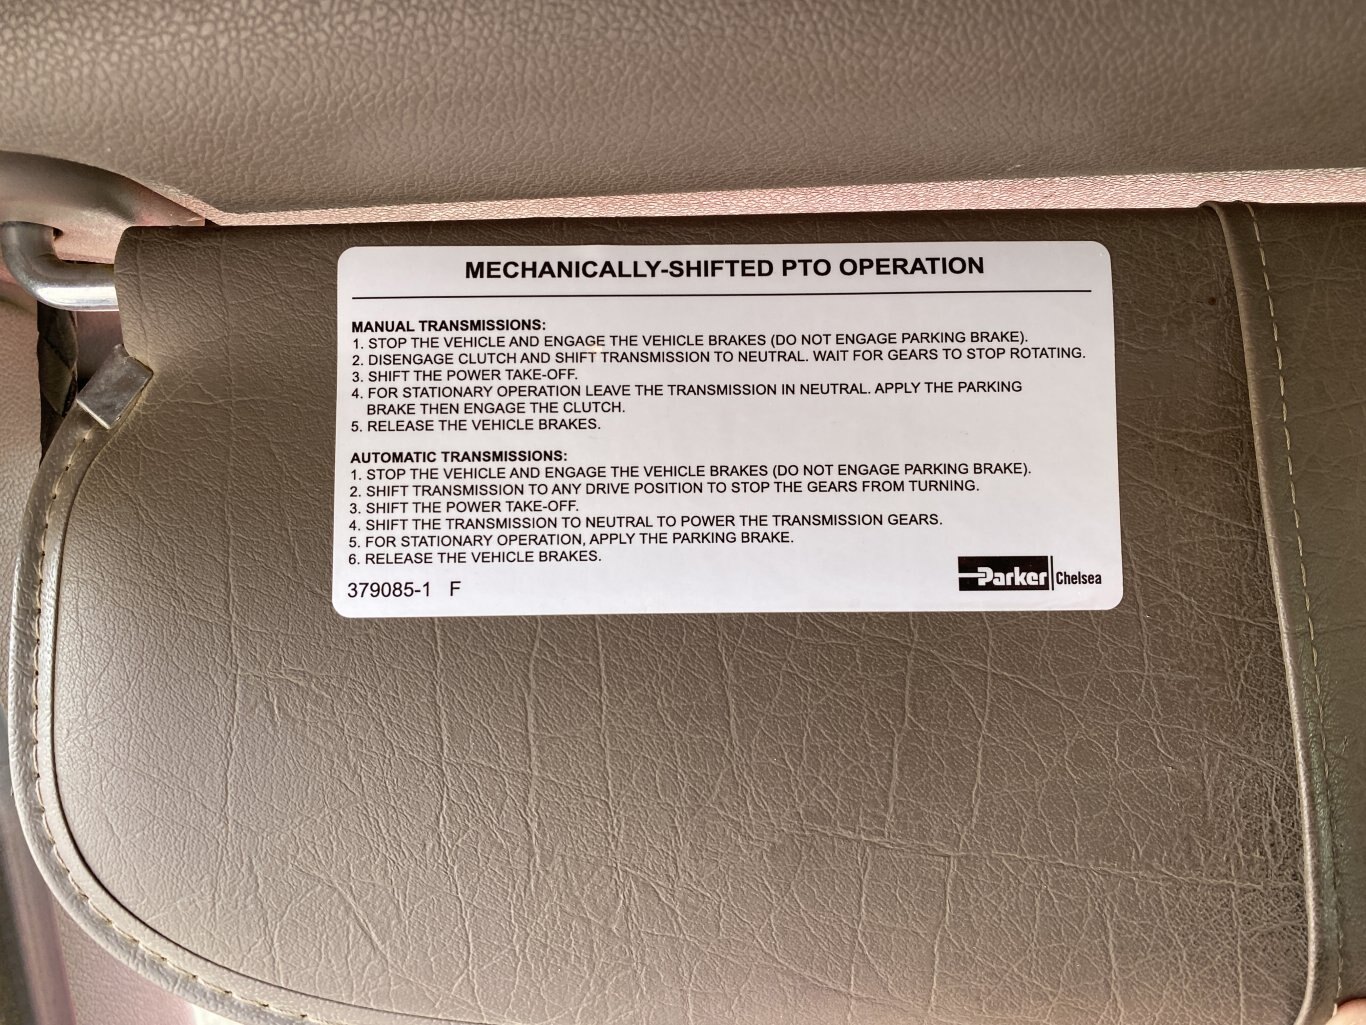 MECHANICALLY-SHIFTED PTO OPERATION
MANUAL TRANSMISSIONS:
1. STOP THE VEHICLE AND ENGAGE THE VEHICLE BRAKES (DO NOT ENGAGE PARKING BRAKE).
2. DISENGAGE CLUTCH AND SHIFT TRANSMISSION TO NEUTRAL. WAIT FOR GEARS TO STOP ROTATING.
3. SHIFT THE POWER TAKE-OFF.
4. FOR STATIONARY OPERATION LEAVE THE TRANSMISSION IN NEUTRAL. APPLY THE PARKING
BRAKE THEN ENGAGE THE CLUTCH.
5. RELEASE THE VEHICLE BRAKES.
AUTOMATIC TRANSMISSIONS:
1. STOP THE VEHICLE AND ENGAGE THE VEHICLE BRAKES (DO NOT ENGAGE PARKING BRAKE).
2. SHIFT TRANSMISSION TO ANY DRIVE POSITION TO STOP THE GEARS FROM TURNING.
3. SHIFT THE POWER TAKE-OFF.
4. SHIFT THE TRANSMISSION TO NEUTRAL TO POWER THE TRANSMISSION GEARS.
5. FOR STATIONARY OPERATION, APPLY THE PARKING BRAKE.
6. RELEASE THE VEHICLE BRAKES.
379085-1 F
Parker Chelsea